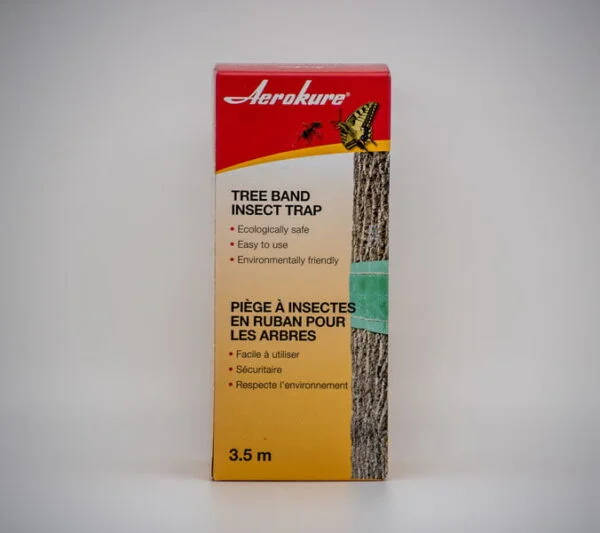 Aerokure®
TREE BAND
INSECT TRAP
• Ecologically safe
• Easy to use
• Environmentally friendly
PIÈGE À INSECTES
EN RUBAN POUR
LES ARBRES
• Facile à utiliser
• Sécuritaire
• Respecte l'environnement
3.5 m